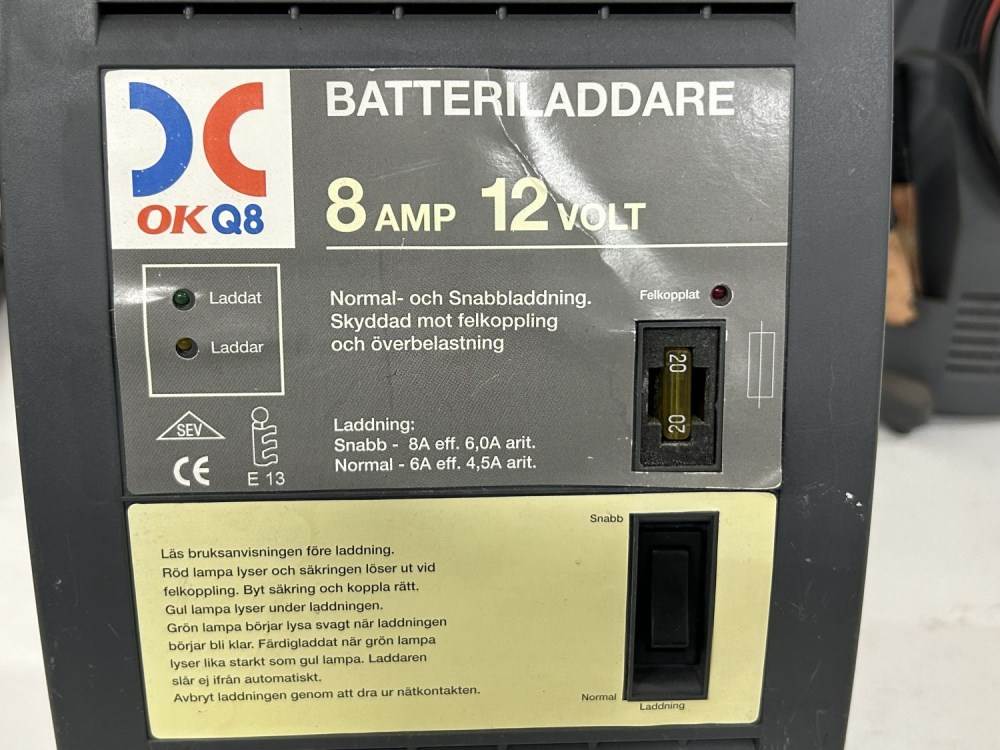 BATTERILADDARE
OK Q8
8 AMP 12 VOLT
Laddat
Laddar
Normal- och Snabbladdning.
Skyddad mot felkoppling
och överbelastning
Felkopplat
20
20
SEV
CE
E 13
Laddning:
Snabb - 8A eff. 6,0A arit.
Normal - 6A eff. 4,5A arit.
Läs bruksanvisningen före laddning.
Röd lampa lyser och säkringen löser ut vid
felkoppling. Byt säkring och koppla rätt.
Gul lampa lyser under laddningen.
Grön lampa börjar lysa svagt när laddningen
börjar bli klar. Färdigladdat när grön lampa
lyser lika starkt som gul lampa. Laddaren
slår ej ifrån automatiskt.
Avbryt laddningen genom att dra ur nätkontakten.
Snabb
Normal
Laddning